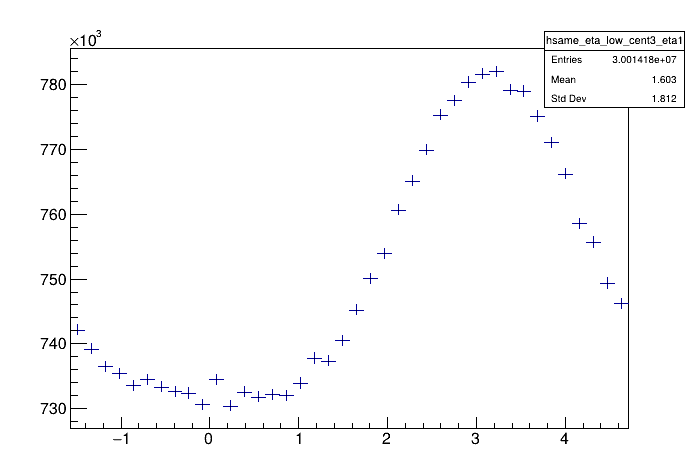 ×10³
hsame_eta_low_cent3_eta1
Entries 3.001418e+07
Mean 1.603
Std Dev 1.812
780
770
760
750
740
730
−1 0 1 2 3 4